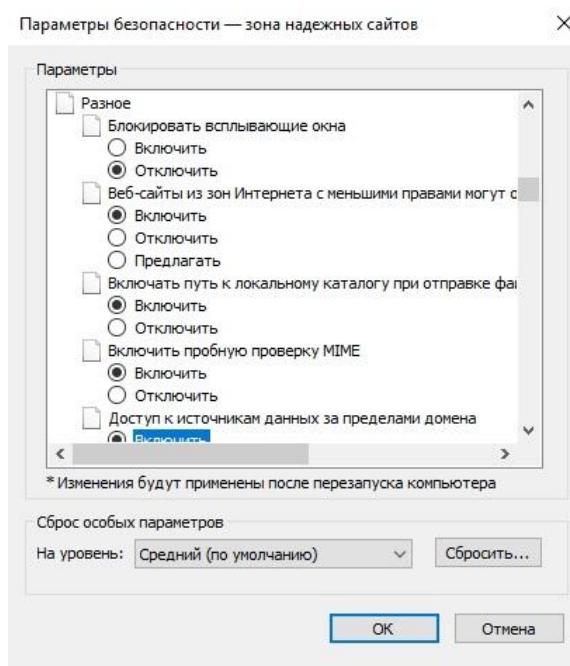 Параметры безопасности — зона надежных сайтов
Параметры
Разное
Блокировать всплывающие окна
Включить
Отключить
Веб-сайты из зон Интернета с меньшими правами могут о
Включить
Отключить
Предлагать
Включать путь к локальному каталогу при отправке фай
Включить
Отключить
Включить пробную проверку MIME
Включить
Отключить
Доступ к источникам данных за пределами домена
Включить
* Изменения будут применены после перезапуска компьютера
Сброс особых параметров
На уровень: Средний (по умолчанию) Сбросить...
ОК Отмена